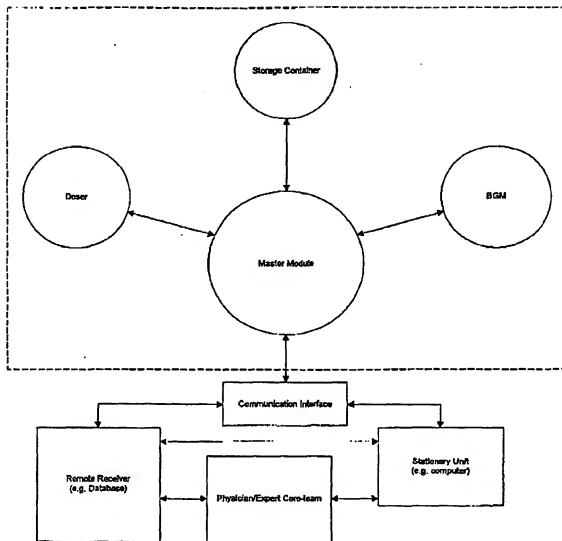 Storage Container
Doser
BGM
Master Module
Communication Interface
Remote Receiver
(e.g. Database)
Stationary Unit
(e.g. computer)
Physician/Expert Care-team